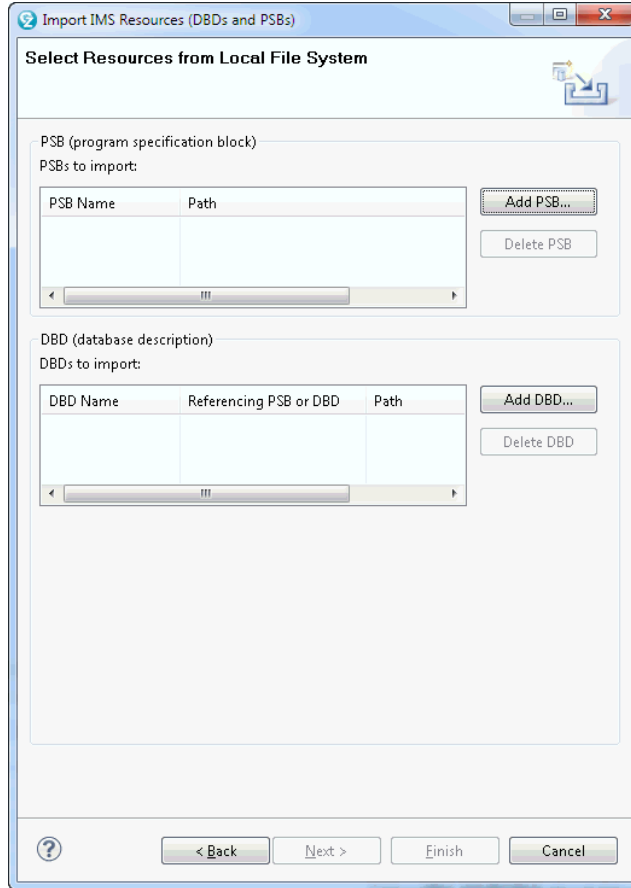 Import IMS Resources (DBDs and PSBs)
Select Resources from Local File System
PSB (program specification block)
PSBs to import:
PSB Name Path
Add PSB...
Delete PSB
DBD (database description)
DBDs to import:
DBD Name Referencing PSB or DBD Path
Add DBD...
Delete DBD
< Back Next > Finish Cancel